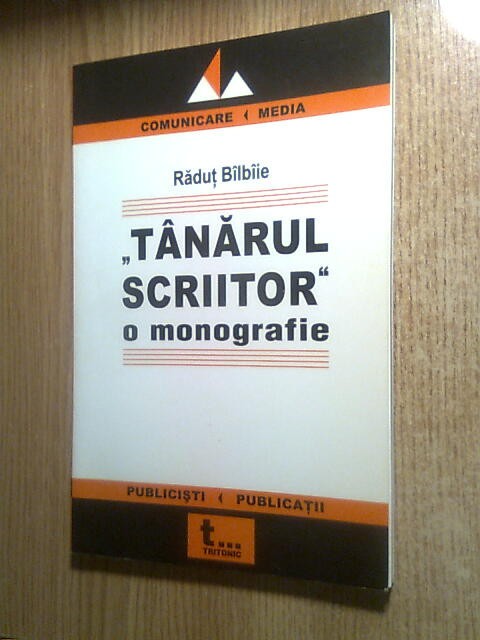 COMUNICARE MEDIA
Răduț Bîlbîie
„TÂNĂRUL
SCRIITOR“
o monografie
PUBLICIȘTI PUBLICAȚII
t...
TRITONIC